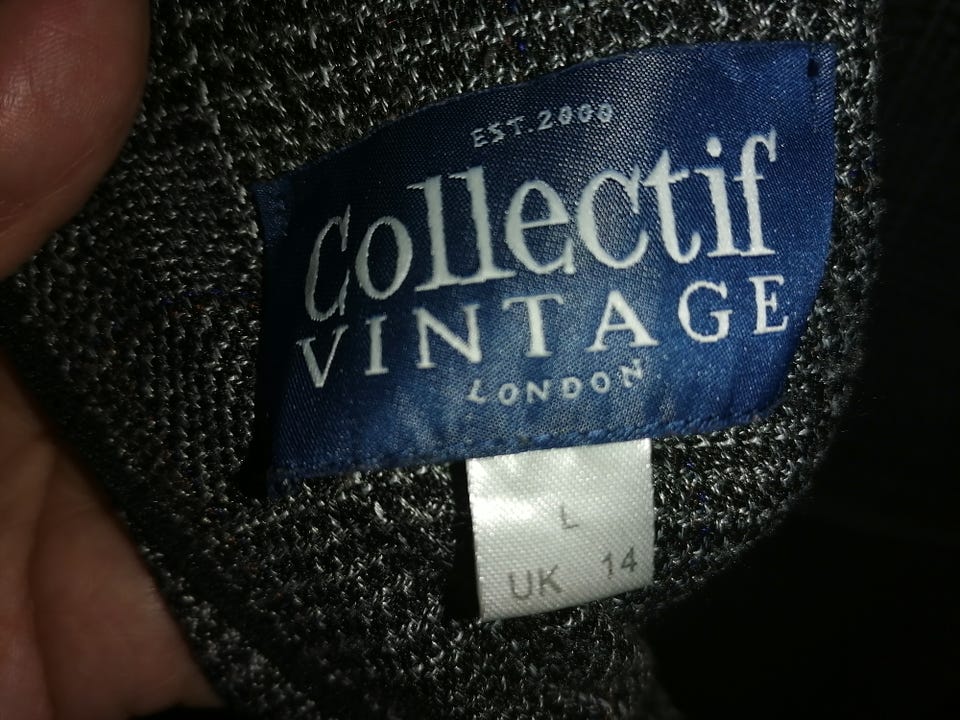 EST.2000
Collectif
VINTAGE
LONDON
L
UK 14